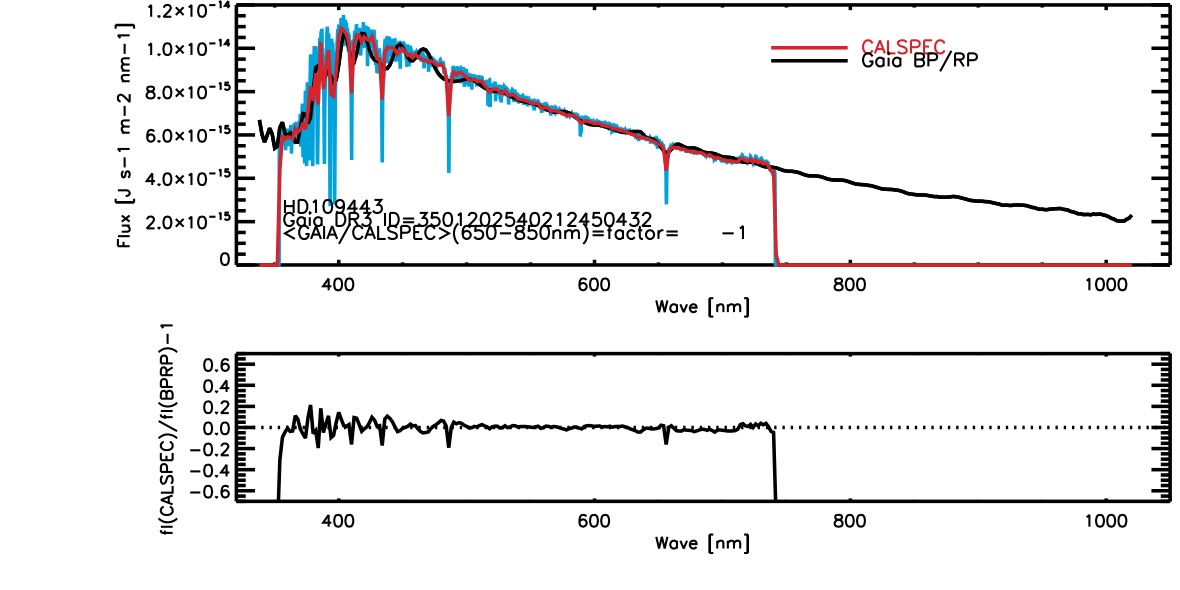 1.2×10⁻¹⁴
1.0×10⁻¹⁴
8.0×10⁻¹⁵
6.0×10⁻¹⁵
4.0×10⁻¹⁵
2.0×10⁻¹⁵
0
Flux [J s−1 m−2 nm−1]
CALSPEC
Gaia BP/RP
HD109443
Gaia DR3 ID=3501202540212450432
<GAIA/CALSPEC>(650−850nm)=factor= −1
400 600 800 1000
Wave [nm]
fl(CALSPEC)/fl(BPRP)−1
0.6
0.4
0.2
0.0
−0.2
−0.4
−0.6
400 600 800 1000
Wave [nm]